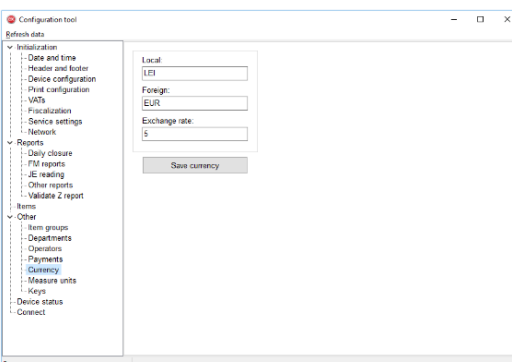 Configuration tool
Refresh data
Initialization
Date and time
Header and footer
Device configuration
Print configuration
VATs
Fiscalization
Service settings
Network
Reports
Daily closure
FM reports
JE reading
Other reports
Validate Z report
Items
Other
Item groups
Departments
Operators
Payments
Currency
Measure units
Keys
Device status
Connect
Local:
LEI
Foreign:
EUR
Exchange rate:
5
Save currency